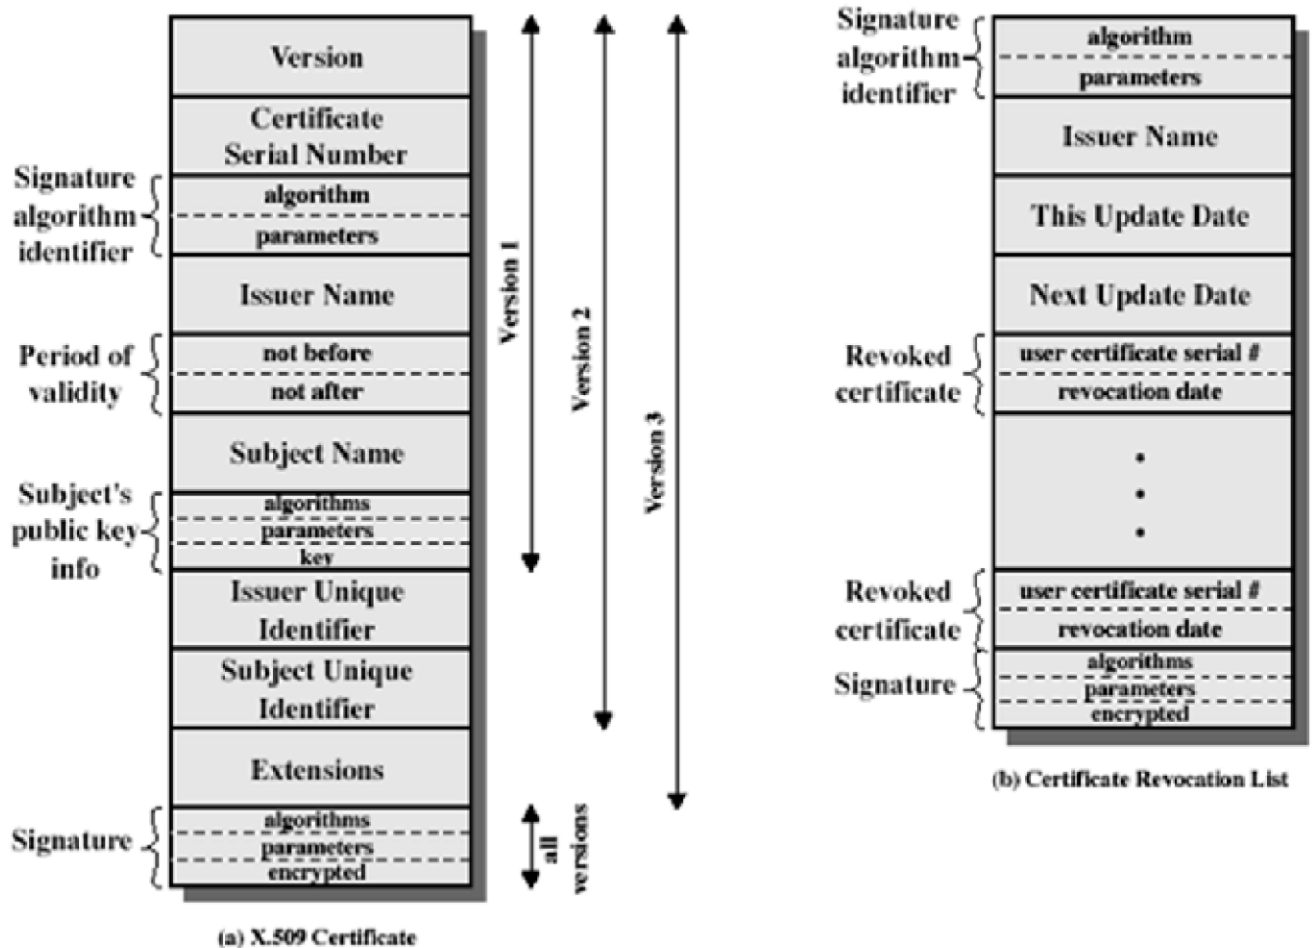 Version
Certificate
Serial Number
Signature
algorithm
identifier
algorithm
parameters
Issuer Name
Period of
validity
not before
not after
Subject Name
Subject's
public key
info
algorithms
parameters
key
Issuer Unique
Identifier
Subject Unique
Identifier
Extensions
Signature
algorithms
parameters
encrypted
Version 1
Version 2
Version 3
all
versions
(a) X.509 Certificate
Signature
algorithm
identifier
algorithm
parameters
Issuer Name
This Update Date
Next Update Date
Revoked
certificate
user certificate serial #
revocation date
Revoked
certificate
user certificate serial #
revocation date
Signature
algorithms
parameters
encrypted
(b) Certificate Revocation List